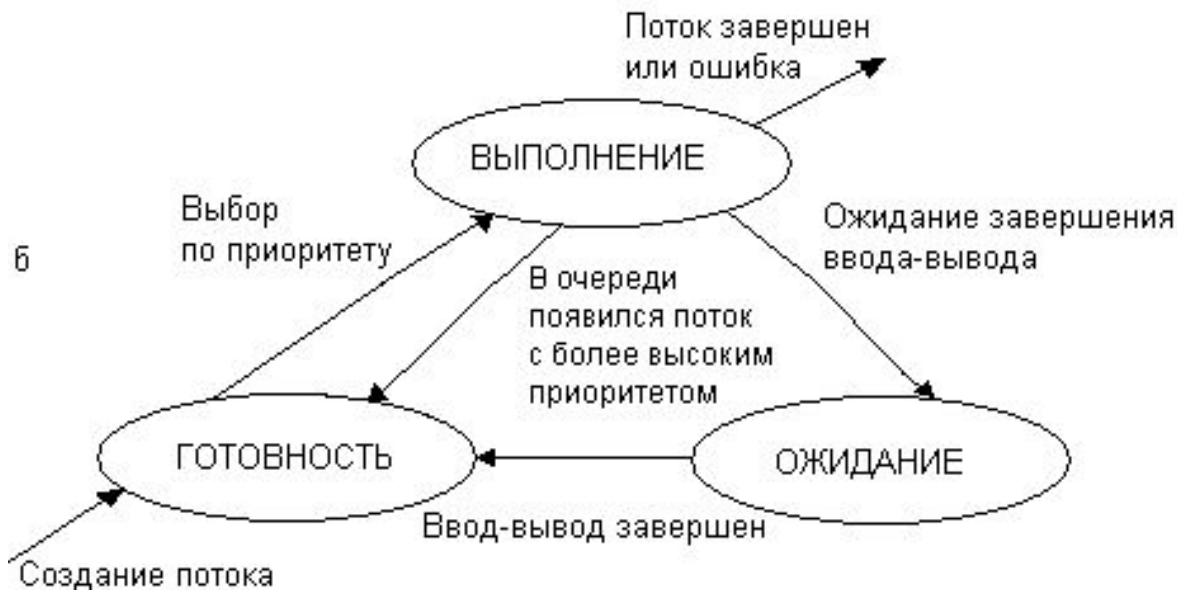 Поток завершен
или ошибка
ВЫПОЛНЕНИЕ
Выбор
по приоритету
Ожидание завершения
ввода-вывода
б
В очереди
появился поток
с более высоким
приоритетом
ГОТОВНОСТЬ
ОЖИДАНИЕ
Ввод-вывод завершен
Создание потока